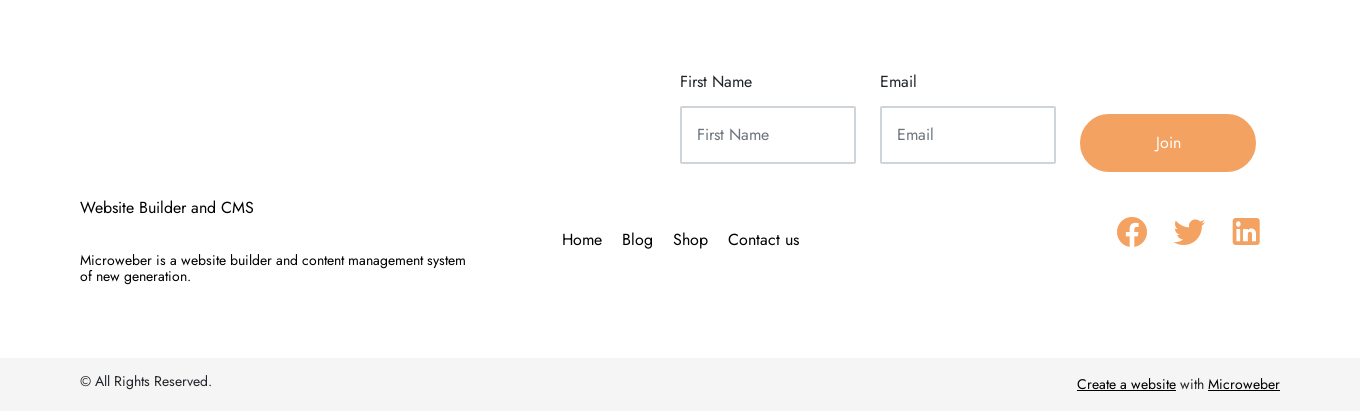 First Name
Email
First Name
Email
Join
Website Builder and CMS
Home
Blog
Shop
Contact us
Microweber is a website builder and content management system
of new generation.
© All Rights Reserved.
Create a website with Microweber